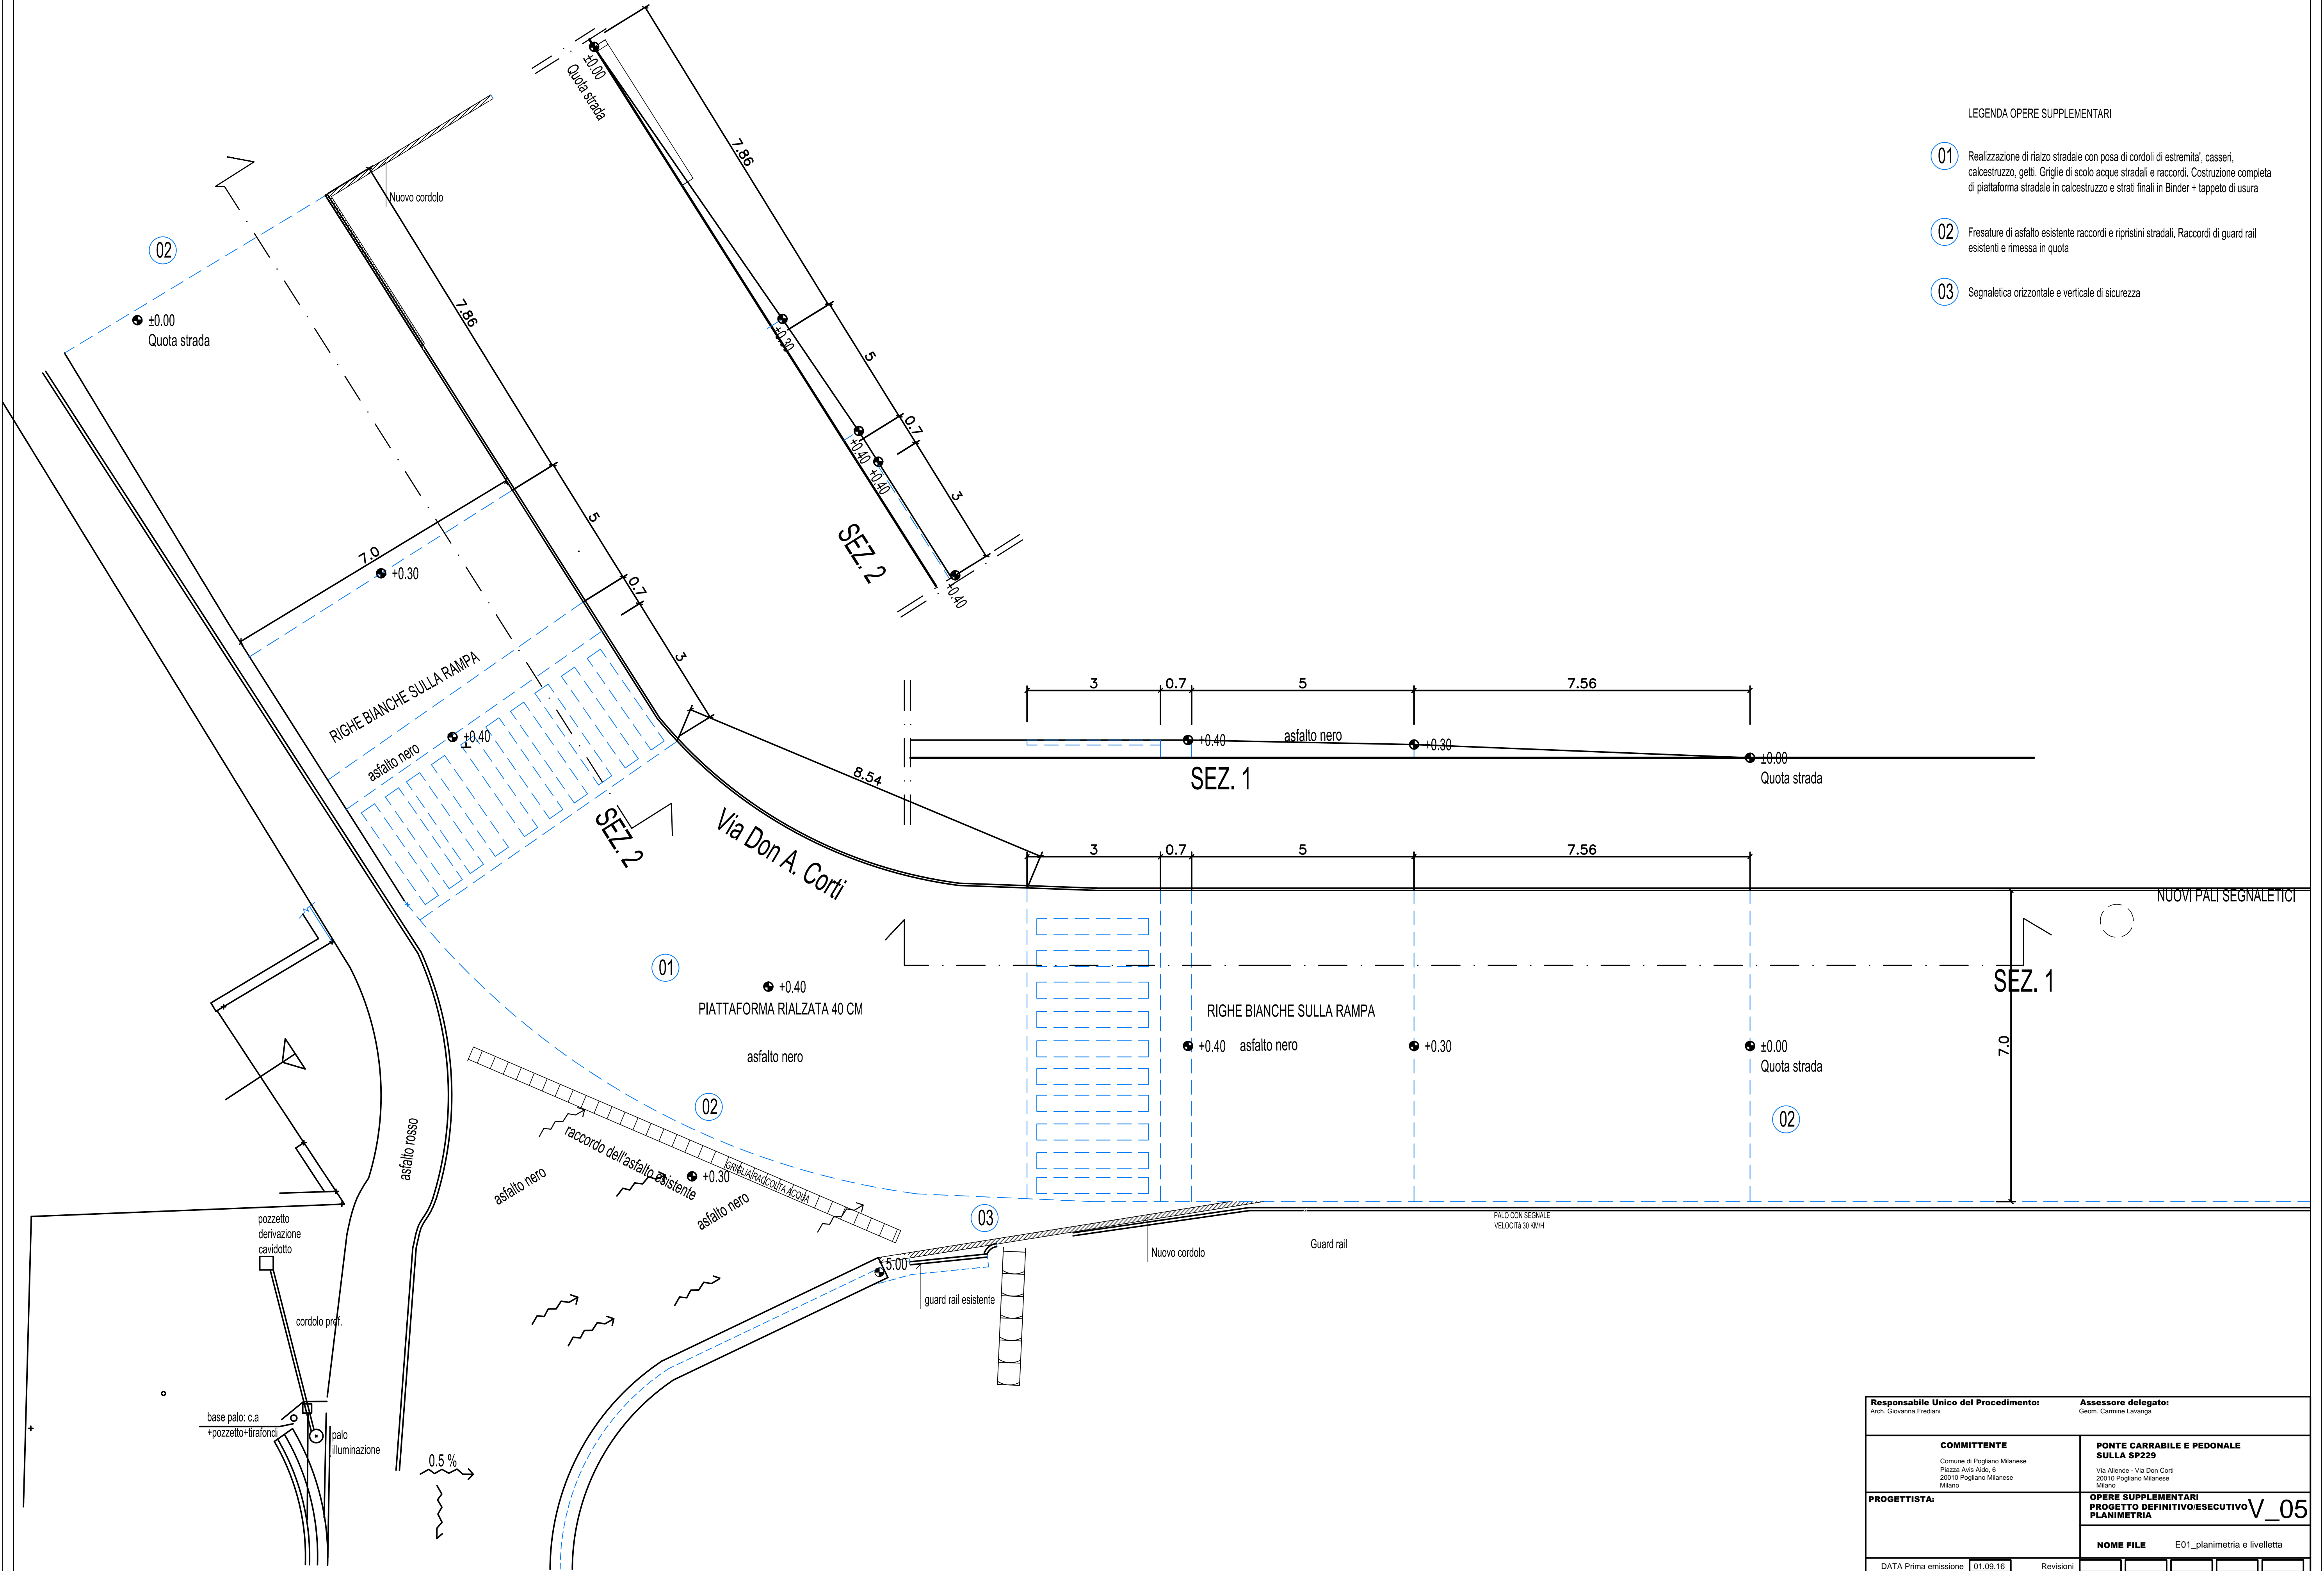 ±0.00
Quota strada
7.86
5
0.7
3
+0.30
+0.40
+0.40
+0.40
SEZ. 2
LEGENDA OPERE SUPPLEMENTARI
01
Realizzazione di rialzo stradale con posa di cordoli di estremita', casseri,
calcestruzzo, getti. Griglie di scolo acque stradali e raccordi. Costruzione completa
di piattaforma stradale in calcestruzzo e strati finali in Binder + tappeto di usura
02
Fresature di asfalto esistente raccordi e ripristini stradali, Raccordi di guard rail
esistenti e rimessa in quota
03
Segnaletica orizzontale e verticale di sicurezza
Nuovo cordolo
02
±0.00
Quota strada
7.86
5
0.7
3
7.0
+0.30
RIGHE BIANCHE SULLA RAMPA
asfalto nero
+0.40
SEZ. 2
8.54
Via Don A. Corti
3
0.7
5
7.56
+0.40
asfalto nero
+0.30
±0.00
Quota strada
SEZ. 1
3
0.7
5
7.56
NUOVI PALI SEGNALETICI
SEZ. 1
7.0
01
+0.40
PIATTAFORMA RIALZATA 40 CM
asfalto nero
RIGHE BIANCHE SULLA RAMPA
+0.40
asfalto nero
+0.30
±0.00
Quota strada
02
02
raccordo dell'asfalto esistente
+0.30
GRIGLIA RACCOLTA ACQUA
asfalto nero
asfalto nero
asfalto rosso
03
PALO CON SEGNALE
VELOCITà 30 KM/H
Guard rail
Nuovo cordolo
5.00
guard rail esistente
pozzetto
derivazione
cavidotto
cordolo pref.
base palo: c.a
+pozzetto+tirafondi
palo
illuminazione
0.5 %
Responsabile Unico del Procedimento:
Arch. Giovanna Frediani
Assessore delegato:
Geom. Carmine Lavanga
COMMITTENTE
Comune di Pogliano Milanese
Piazza Avis Aido, 6
20010 Pogliano Milanese
Milano
PONTE CARRABILE E PEDONALE
SULLA SP229
Via Allende - Via Don Corti
20010 Pogliano Milanese
Milano
PROGETTISTA:
OPERE SUPPLEMENTARI
PROGETTO DEFINITIVO/ESECUTIVO
PLANIMETRIA
V_05
NOME FILE
E01_planimetria e livelletta
DATA Prima emissione
01.09.16
Revisioni